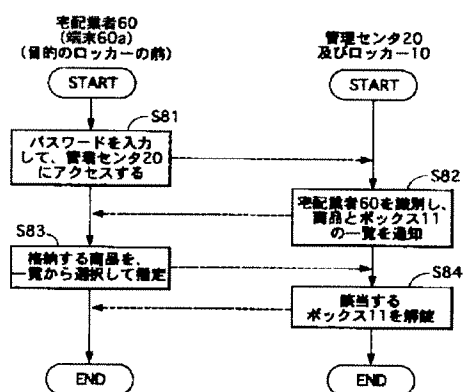 宅配業者60
(端末60a)
(目的のロッカーの前)
管理センタ20
及びロッカー10
START
START
S81
パスワードを入力
して、管理センタ20
にアクセスする
S82
宅配業者60を識別し、
商品とボックス11
の一覧を通知
S83
格納する商品を、
一覧から選択して指定
S84
該当する
ボックス11を解錠
END
END